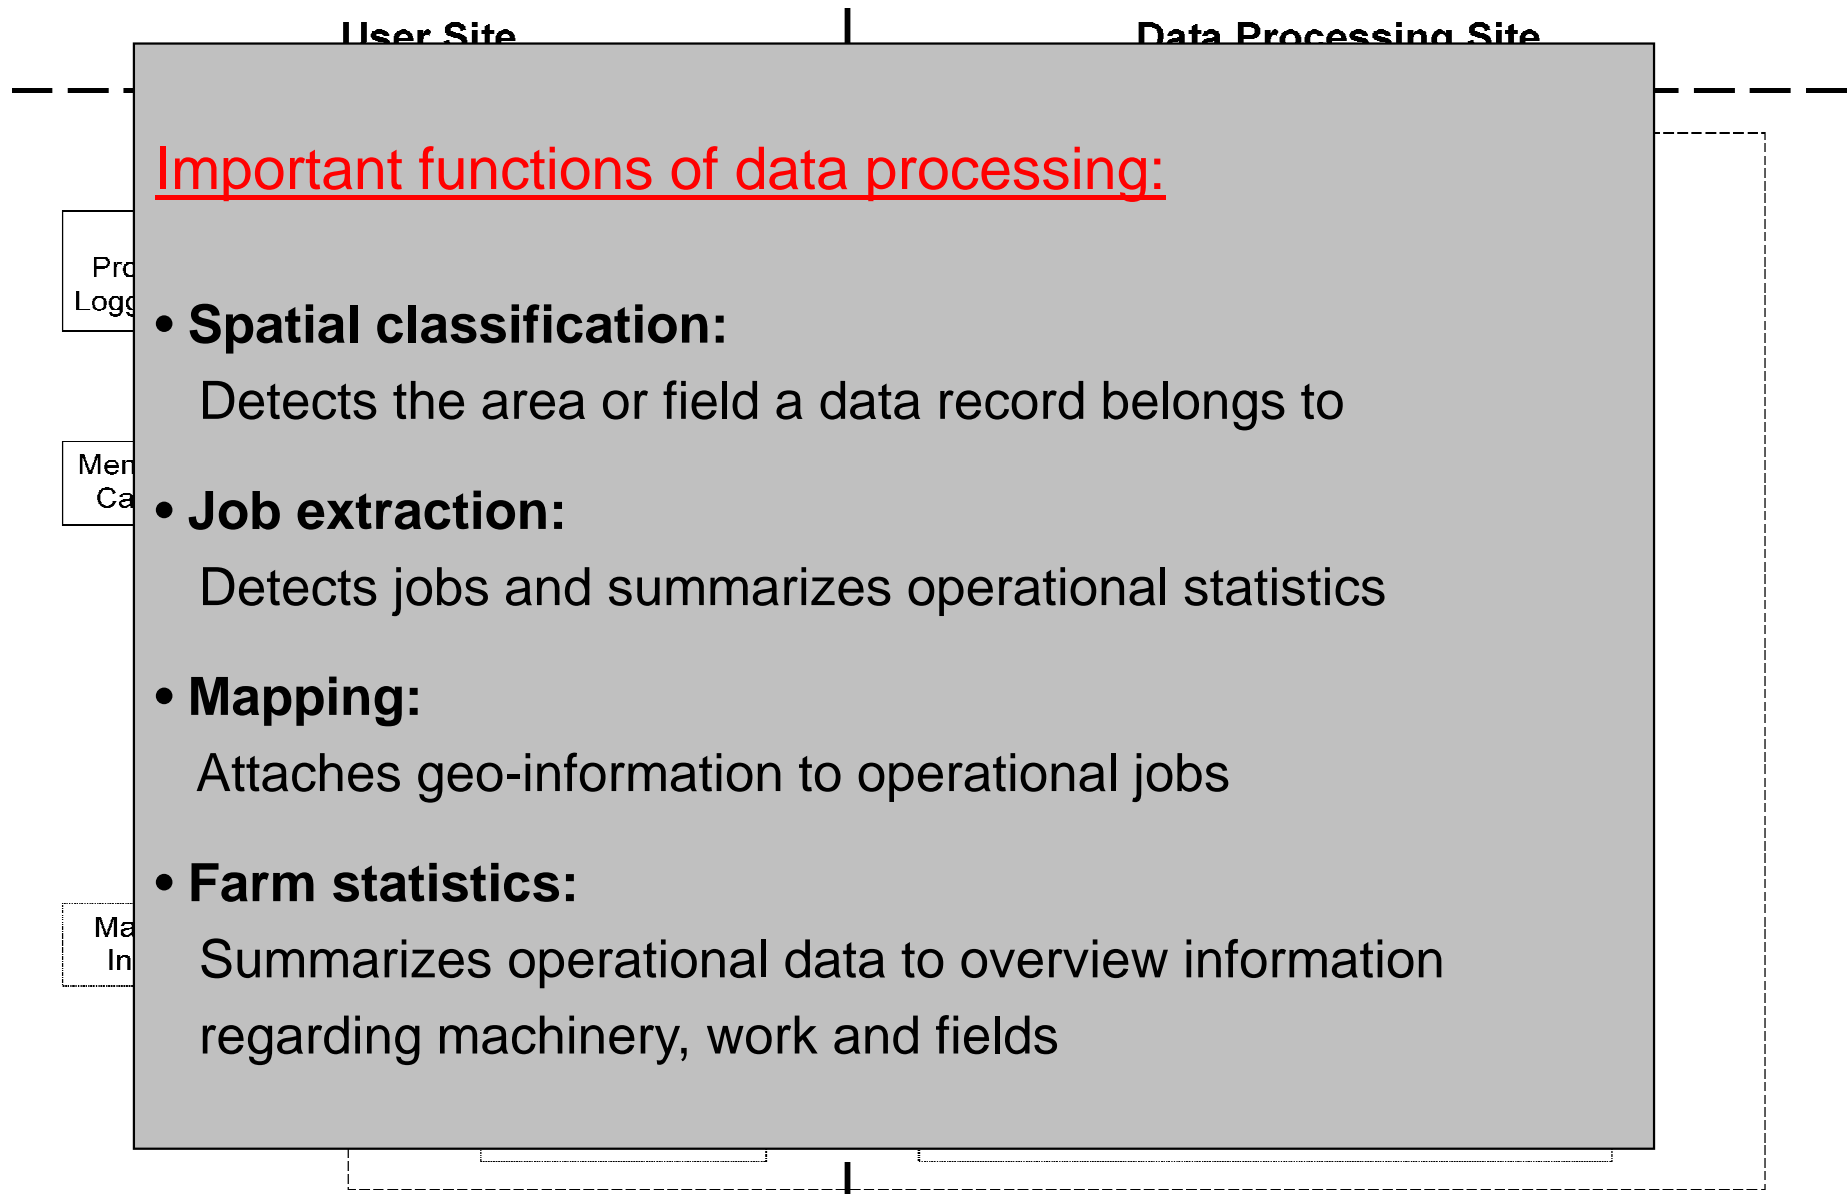 User Site
Data Processing Site
Important functions of data processing:
• Spatial classification:
Detects the area or field a data record belongs to
• Job extraction:
Detects jobs and summarizes operational statistics
• Mapping:
Attaches geo-information to operational jobs
• Farm statistics:
Summarizes operational data to overview information
regarding machinery, work and fields